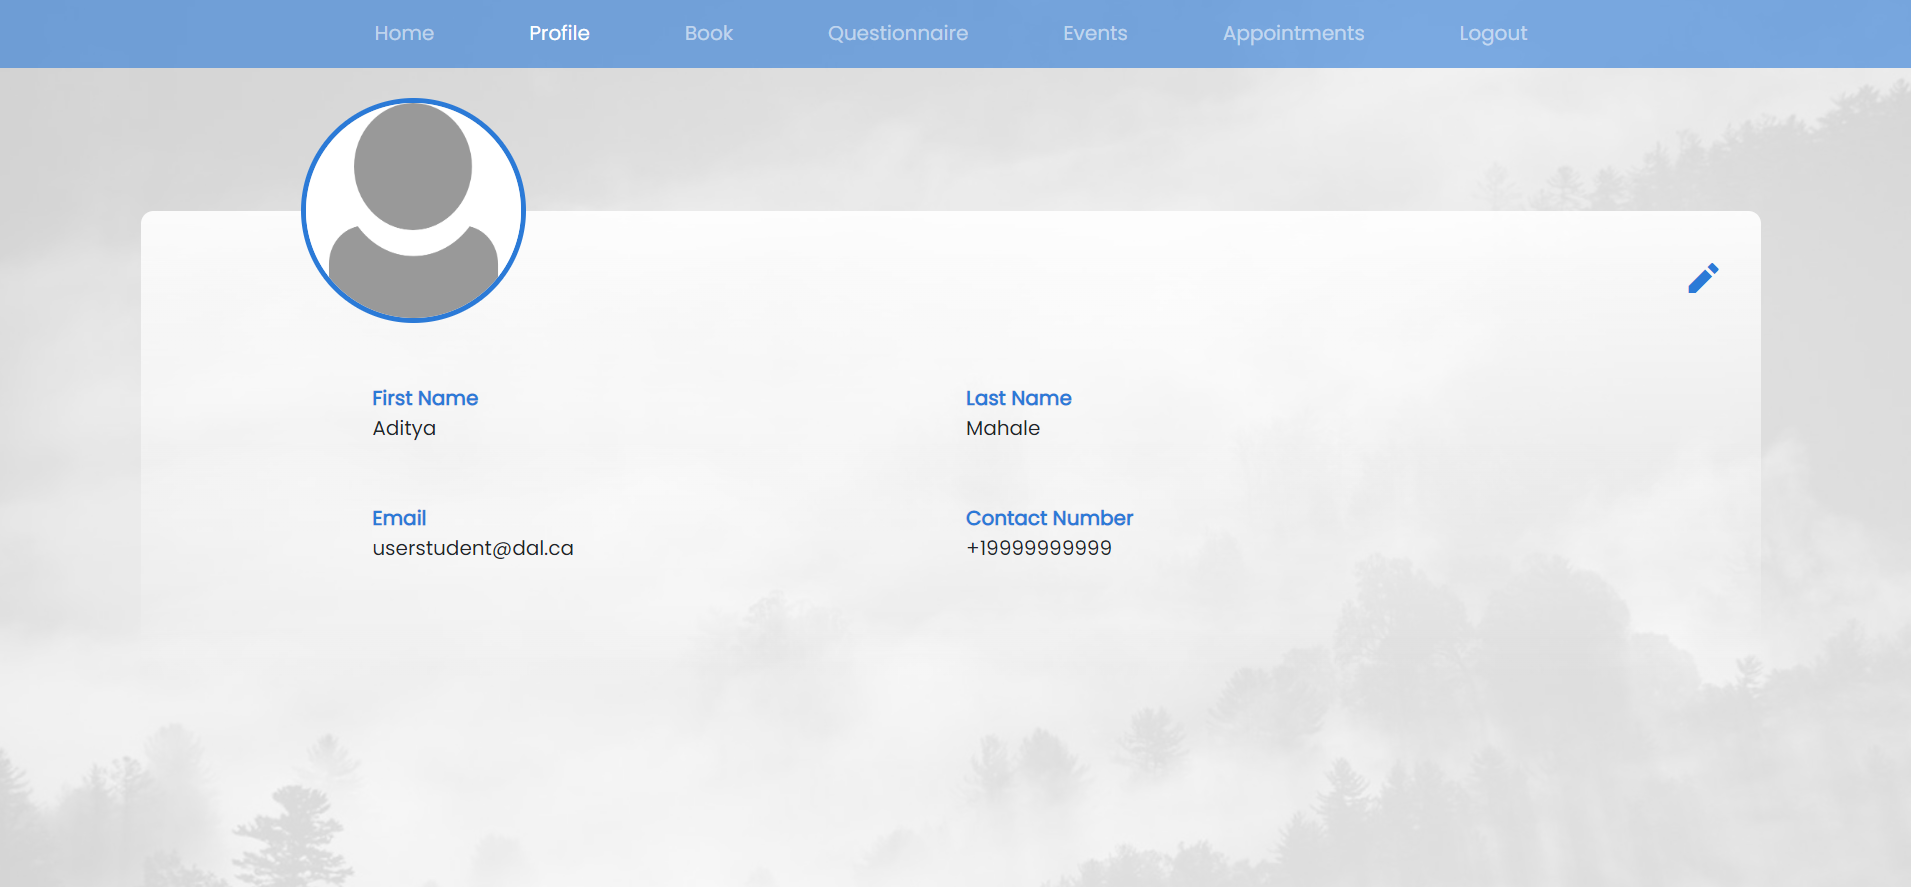 Home Profile Book Questionnaire Events Appointments Logout
First Name Last Name
Aditya Mahale
Email Contact Number
userstudent@dal.ca +19999999999